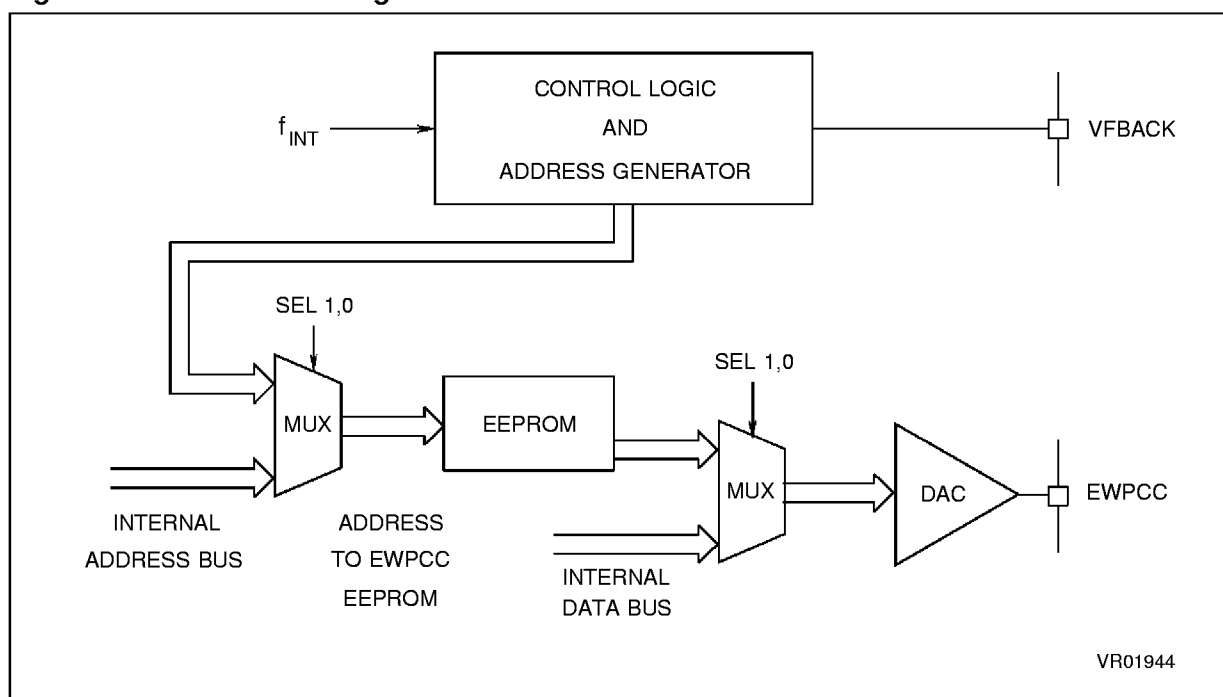 CONTROL LOGIC
AND
ADDRESS GENERATOR
f INT
VFBACK
SEL 1,0
SEL 1,0
MUX
EEPROM
MUX
DAC
EWPCC
INTERNAL
ADDRESS BUS
ADDRESS
TO EWPCC
EEPROM
INTERNAL
DATA BUS
VR01944